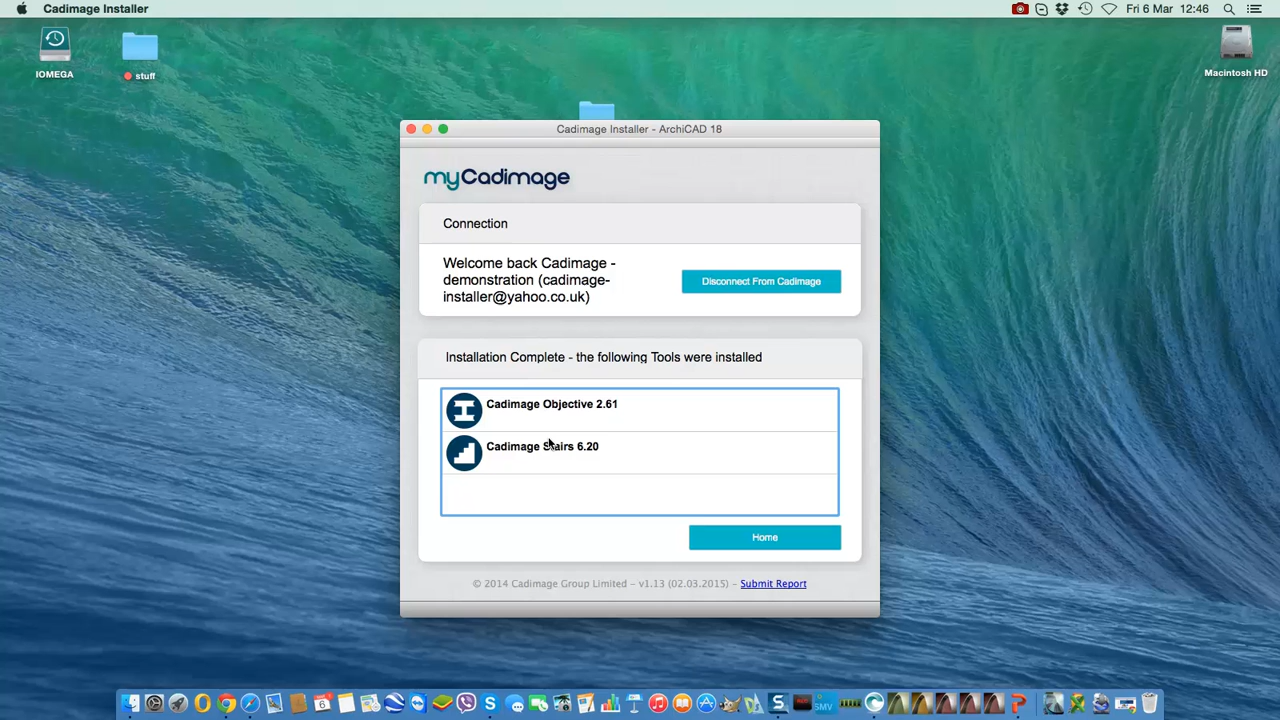 Cadimage Installer
Fri 6 Mar 12:46
IOMEGA
stuff
Macintosh HD
Cadimage Installer - ArchiCAD 18
myCadimage
Connection
Welcome back Cadimage -
demonstration (cadimage-
installer@yahoo.co.uk)
Disconnect From Cadimage
Installation Complete - the following Tools were installed
Cadimage Objective 2.61
Cadimage Stairs 6.20
Home
© 2014 Cadimage Group Limited – v1.13 (02.03.2015) – Submit Report
6
SMV